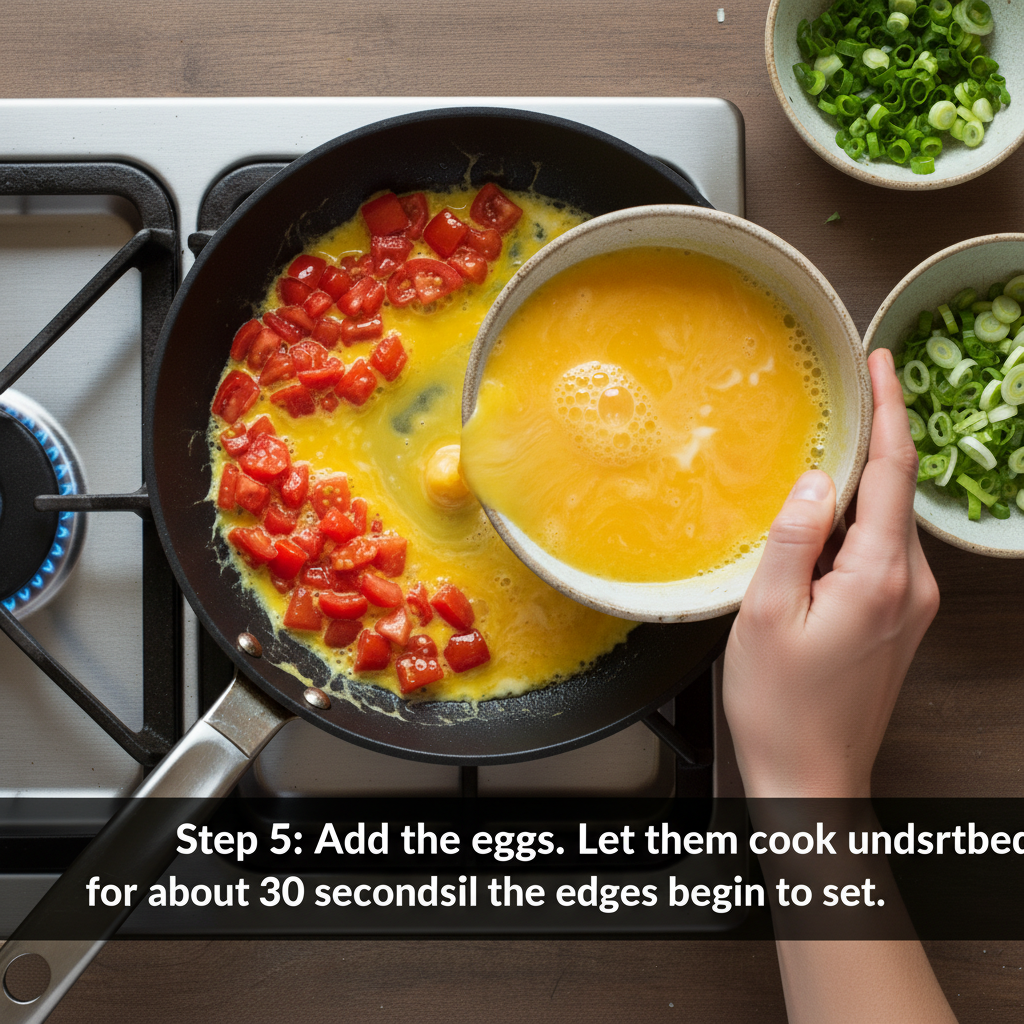 Step 5: Add the eggs. Let them cook undsrtbed
for about 30 secondsil the edges begin to set.